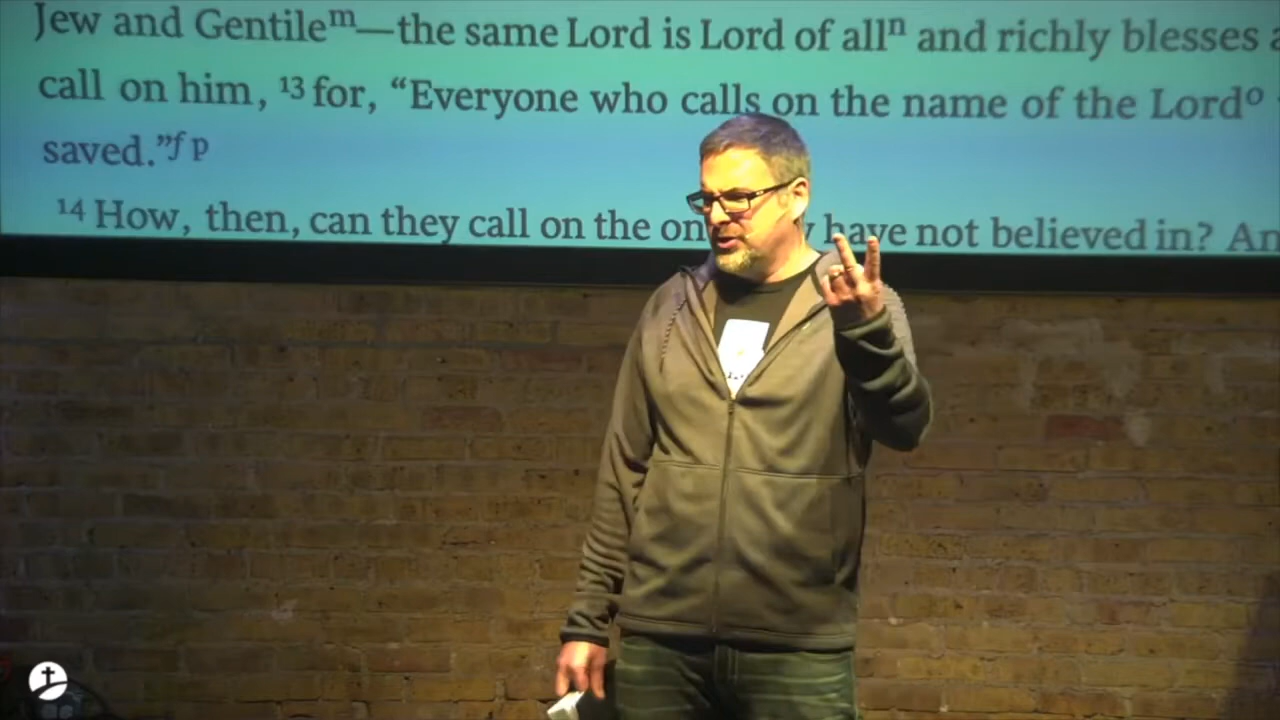 Jew and Gentileᵐ—the same Lord is Lord of allⁿ and richly blesses
call on him, ¹³ for, “Everyone who calls on the name of the Lordᵒ
saved.”ᶠ ᵖ
¹⁴ How, then, can they call on the have not believed in?